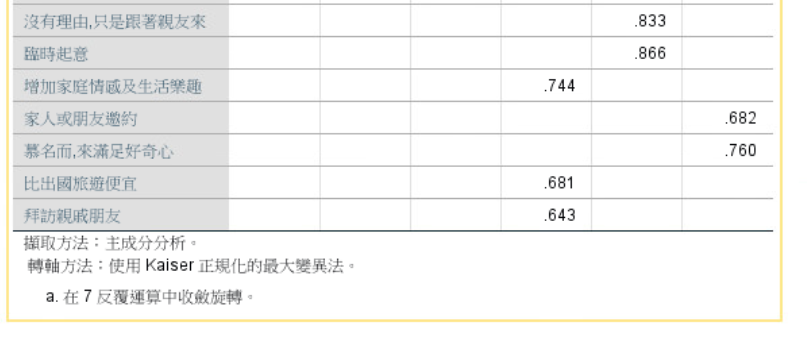 沒有理由,只是跟著親友來 .833
臨時起意 .866
增加家庭情感及生活樂趣 .744
家人或朋友邀約 .682
慕名而,來滿足好奇心 .760
比出國旅遊便宜 .681
拜訪親戚朋友 .643
擷取方法：主成分分析。
轉軸方法：使用 Kaiser 正規化的最大變異法。
a. 在 7 反覆運算中收斂旋轉。